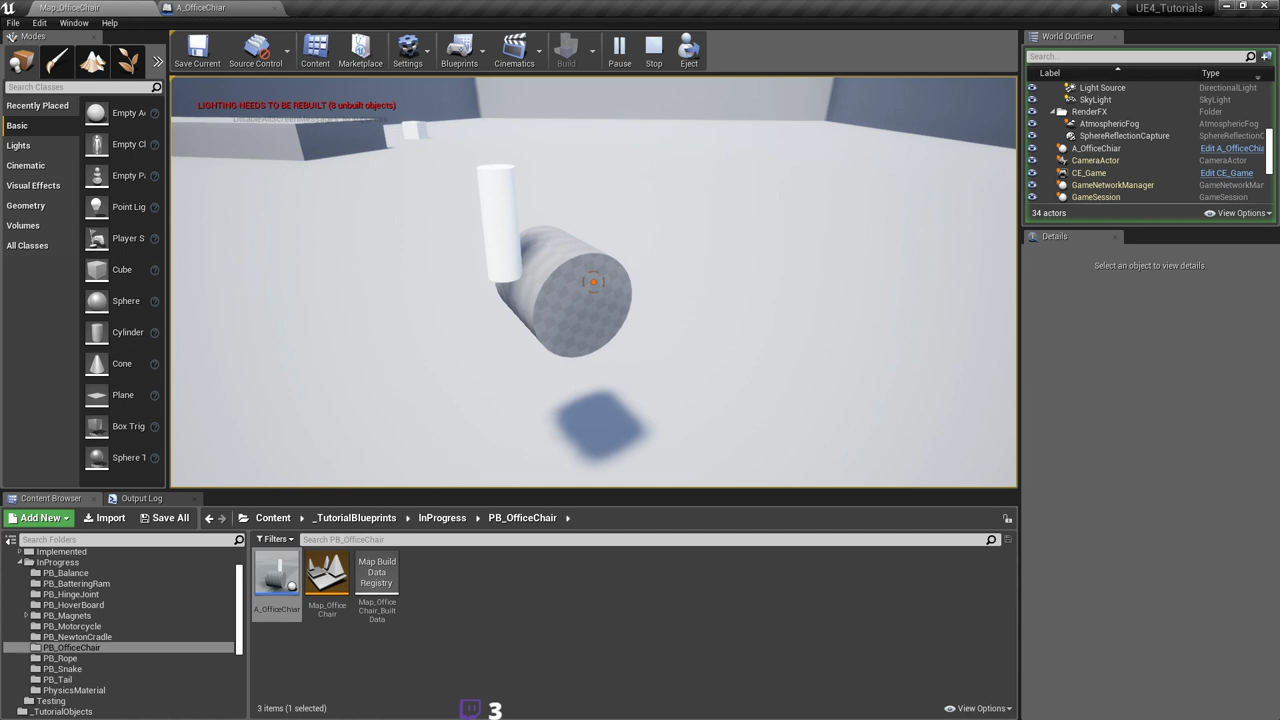 Map_OfficeChair
A_OfficeChiar
UE4_Tutorials
File Edit Window Help
Modes
Search Classes
Recently Placed
Basic
Lights
Cinematic
Visual Effects
Geometry
Volumes
All Classes
Empty Ac
Empty Ch
Empty Pa
Point Lig
Player S
Cube
Sphere
Cylinder
Cone
Plane
Box Trig
Sphere T
Save Current
Source Control
Content
Marketplace
Settings
Blueprints
Cinematics
Build
Pause
Stop
Eject
LIGHTING NEEDS TO BE REBUILT (8 unbuilt objects)
World Outliner
Search...
Label Type
Light Source DirectionalLight
SkyLight SkyLight
RenderFX Folder
AtmosphericFog AtmosphericFog
SphereReflectionCapture SphereReflectionC
A_OfficeChiar Edit A_OfficeChia
CameraActor CameraActor
CE_Game Edit CE_Game
GameNetworkManager GameNetworkMan
GameSession GameSession
34 actors View Options
Details
Select an object to view details
Content Browser Output Log
Add New Import Save All Content _TutorialBlueprints InProgress PB_OfficeChair
Search Folders
Implemented
InProgress
PB_Balance
PB_BatteringRam
PB_HingeJoint
PB_HoverBoard
PB_Magnets
PB_Motorcycle
PB_NewtonCradle
PB_OfficeChair
PB_Rope
PB_Snake
PB_Tail
PhysicsMaterial
Testing
_TutorialObjects
Filters Search PB_OfficeChair
Map Build
Data
Registry
A_OfficeChiar
Map_Office
Chair
Map_Office
Chair_Built
Data
3 items (1 selected) View Options
3